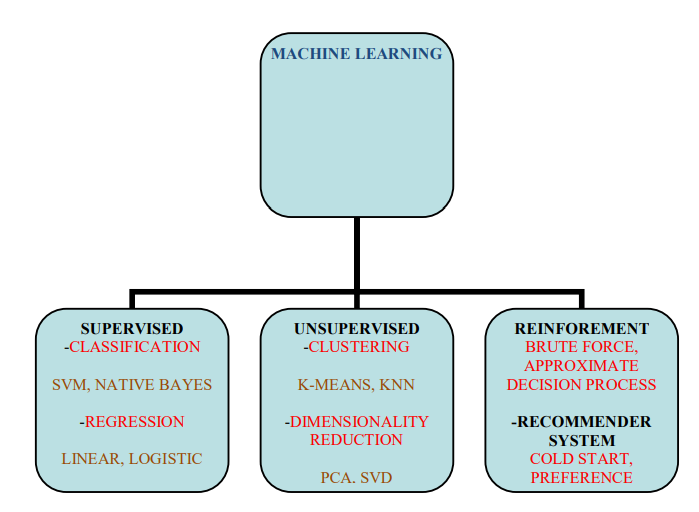 MACHINE LEARNING
SUPERVISED
-CLASSIFICATION
SVM, NATIVE BAYES
-REGRESSION
LINEAR, LOGISTIC
UNSUPERVISED
-CLUSTERING
K-MEANS, KNN
-DIMENSIONALITY
REDUCTION
PCA. SVD
REINFOREMENT
BRUTE FORCE,
APPROXIMATE
DECISION PROCESS
-RECOMMENDER
SYSTEM
COLD START,
PREFERENCE